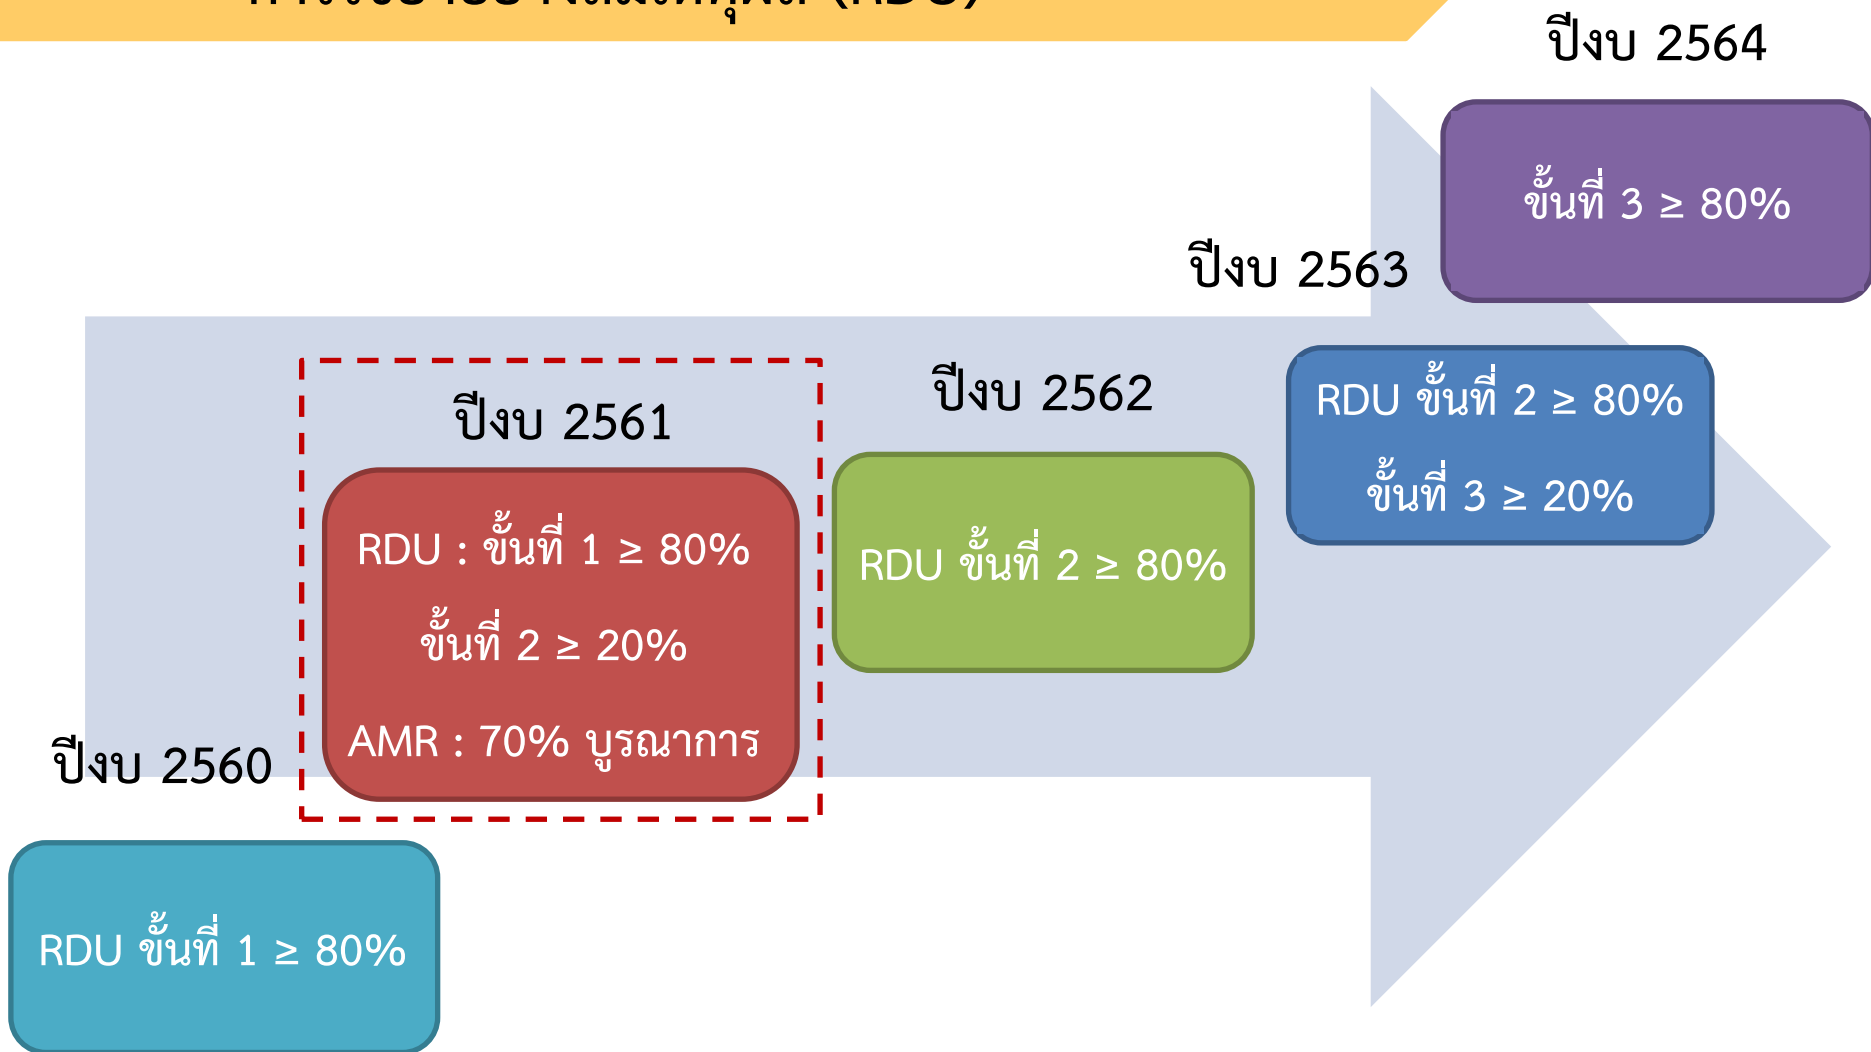 (RDU)
ปีงบ 2564
ขั้นที่ 3 ≥ 80%
ปีงบ 2563
RDU ขั้นที่ 2 ≥ 80%
ขั้นที่ 3 ≥ 20%
ปีงบ 2562
RDU ขั้นที่ 2 ≥ 80%
ปีงบ 2561
RDU : ขั้นที่ 1 ≥ 80%
ขั้นที่ 2 ≥ 20%
AMR : 70% บูรณาการ
ปีงบ 2560
RDU ขั้นที่ 1 ≥ 80%